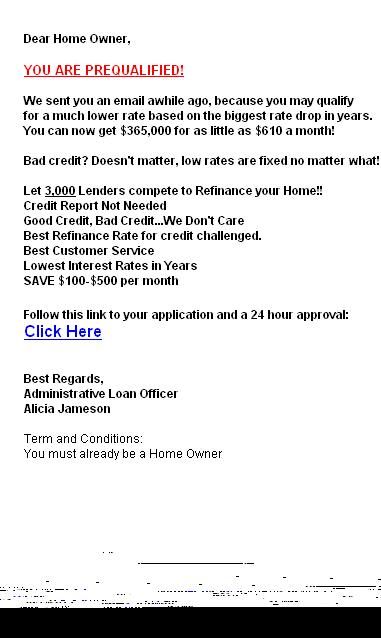 Dear Home Owner,
YOU ARE PREQUALIFIED!
We sent you an email awhile ago, because you may qualify
for a much lower rate based on the biggest rate drop in years.
You can now get $365,000 for as little as $610 a month!
Bad credit? Doesn't matter, low rates are fixed no matter what!
Let 3,000 Lenders compete to Refinance your Home!!
Credit Report Not Needed
Good Credit, Bad Credit...We Don't Care
Best Refinance Rate for credit challenged.
Best Customer Service
Lowest Interest Rates in Years
SAVE $100-$500 per month
Follow this link to your application and a 24 hour approval:
Click Here
Best Regards,
Administrative Loan Officer
Alicia Jameson
Term and Conditions:
You must already be a Home Owner